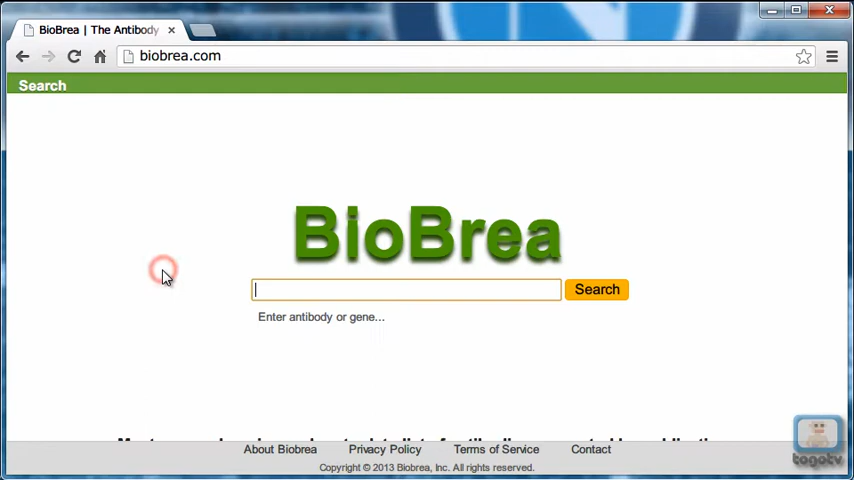 BioBrea | The Antibody
biobrea.com
Search
BioBrea
Search
Enter antibody or gene...
About Biobrea Privacy Policy Terms of Service Contact
Copyright © 2013 Biobrea, Inc. All rights reserved.
togotv